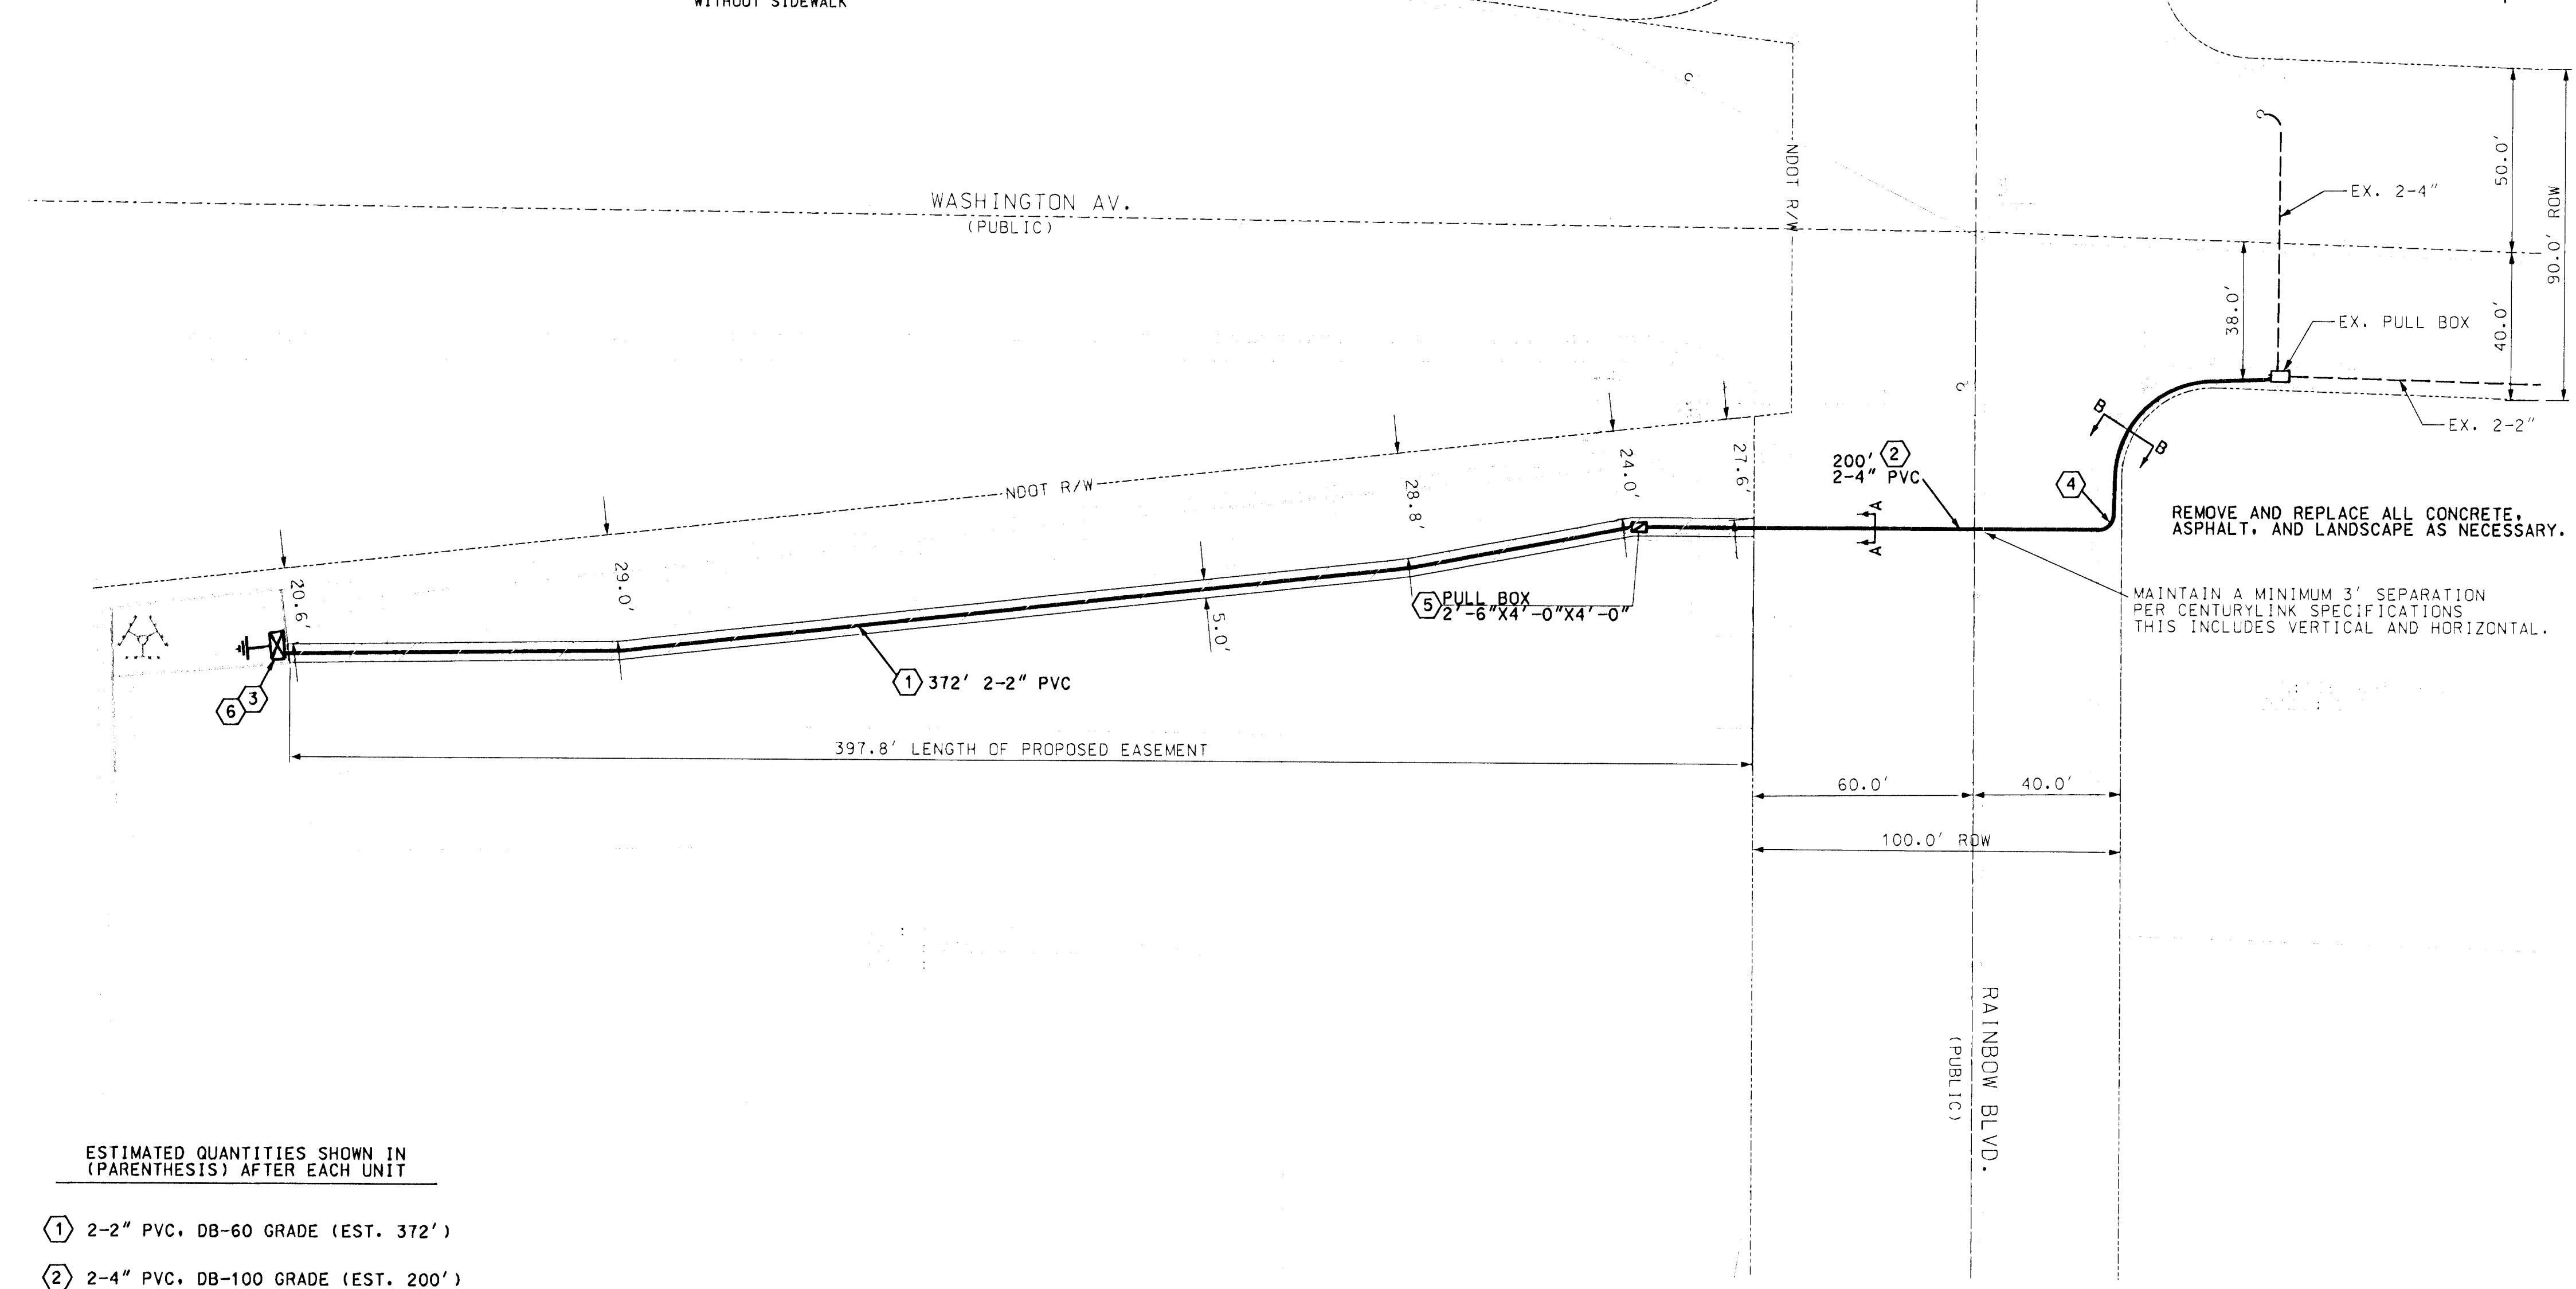 WITHOUT SIDEWALK
WASHINGTON AV.
(PUBLIC)
NDOT R/W
EX. 2-4"
50.0'
90.0' ROW
38.0'
EX. PULL BOX
40.0'
EX. 2-2"
B
B
NDOT R/W
28.8'
24.0'
27.6'
200' 2
2-4" PVC
A
A
4
REMOVE AND REPLACE ALL CONCRETE,
ASPHALT, AND LANDSCAPE AS NECESSARY.
20.6'
29.0'
5.0'
5 PULL BOX
2'-6"X4'-0"X4'-0"
MAINTAIN A MINIMUM 3' SEPARATION
PER CENTURYLINK SPECIFICATIONS
THIS INCLUDES VERTICAL AND HORIZONTAL.
6 3
1 372' 2-2" PVC
397.8' LENGTH OF PROPOSED EASEMENT
60.0'
40.0'
100.0' ROW
RAINBOW BLVD.
(PUBLIC)
ESTIMATED QUANTITIES SHOWN IN
(PARENTHESIS) AFTER EACH UNIT
1 2-2" PVC, DB-60 GRADE (EST. 372')
2 2-4" PVC, DB-100 GRADE (EST. 200')